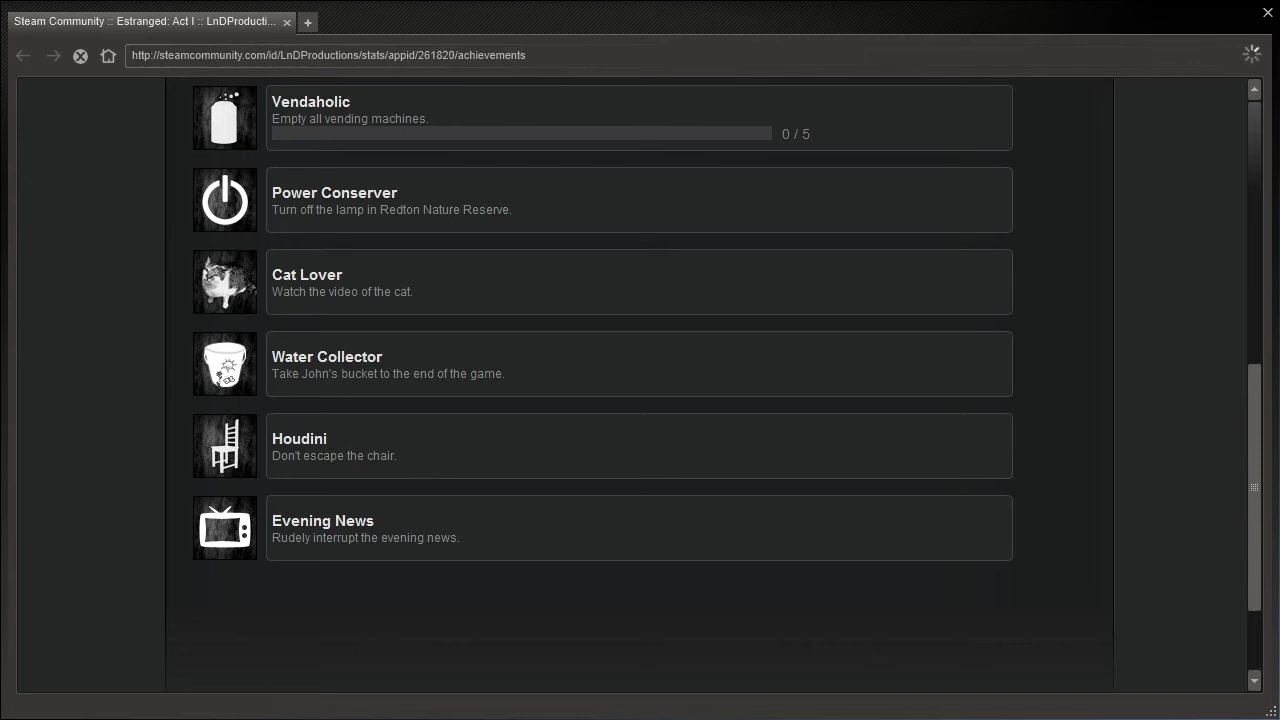 Steam Community :: Estranged: Act I :: LnDProducti...
http://steamcommunity.com/id/LnDProductions/stats/appid/261820/achievements
Vendaholic
Empty all vending machines.
0 / 5
Power Conserver
Turn off the lamp in Redton Nature Reserve.
Cat Lover
Watch the video of the cat.
Water Collector
Take John's bucket to the end of the game.
Houdini
Don't escape the chair.
Evening News
Rudely interrupt the evening news.